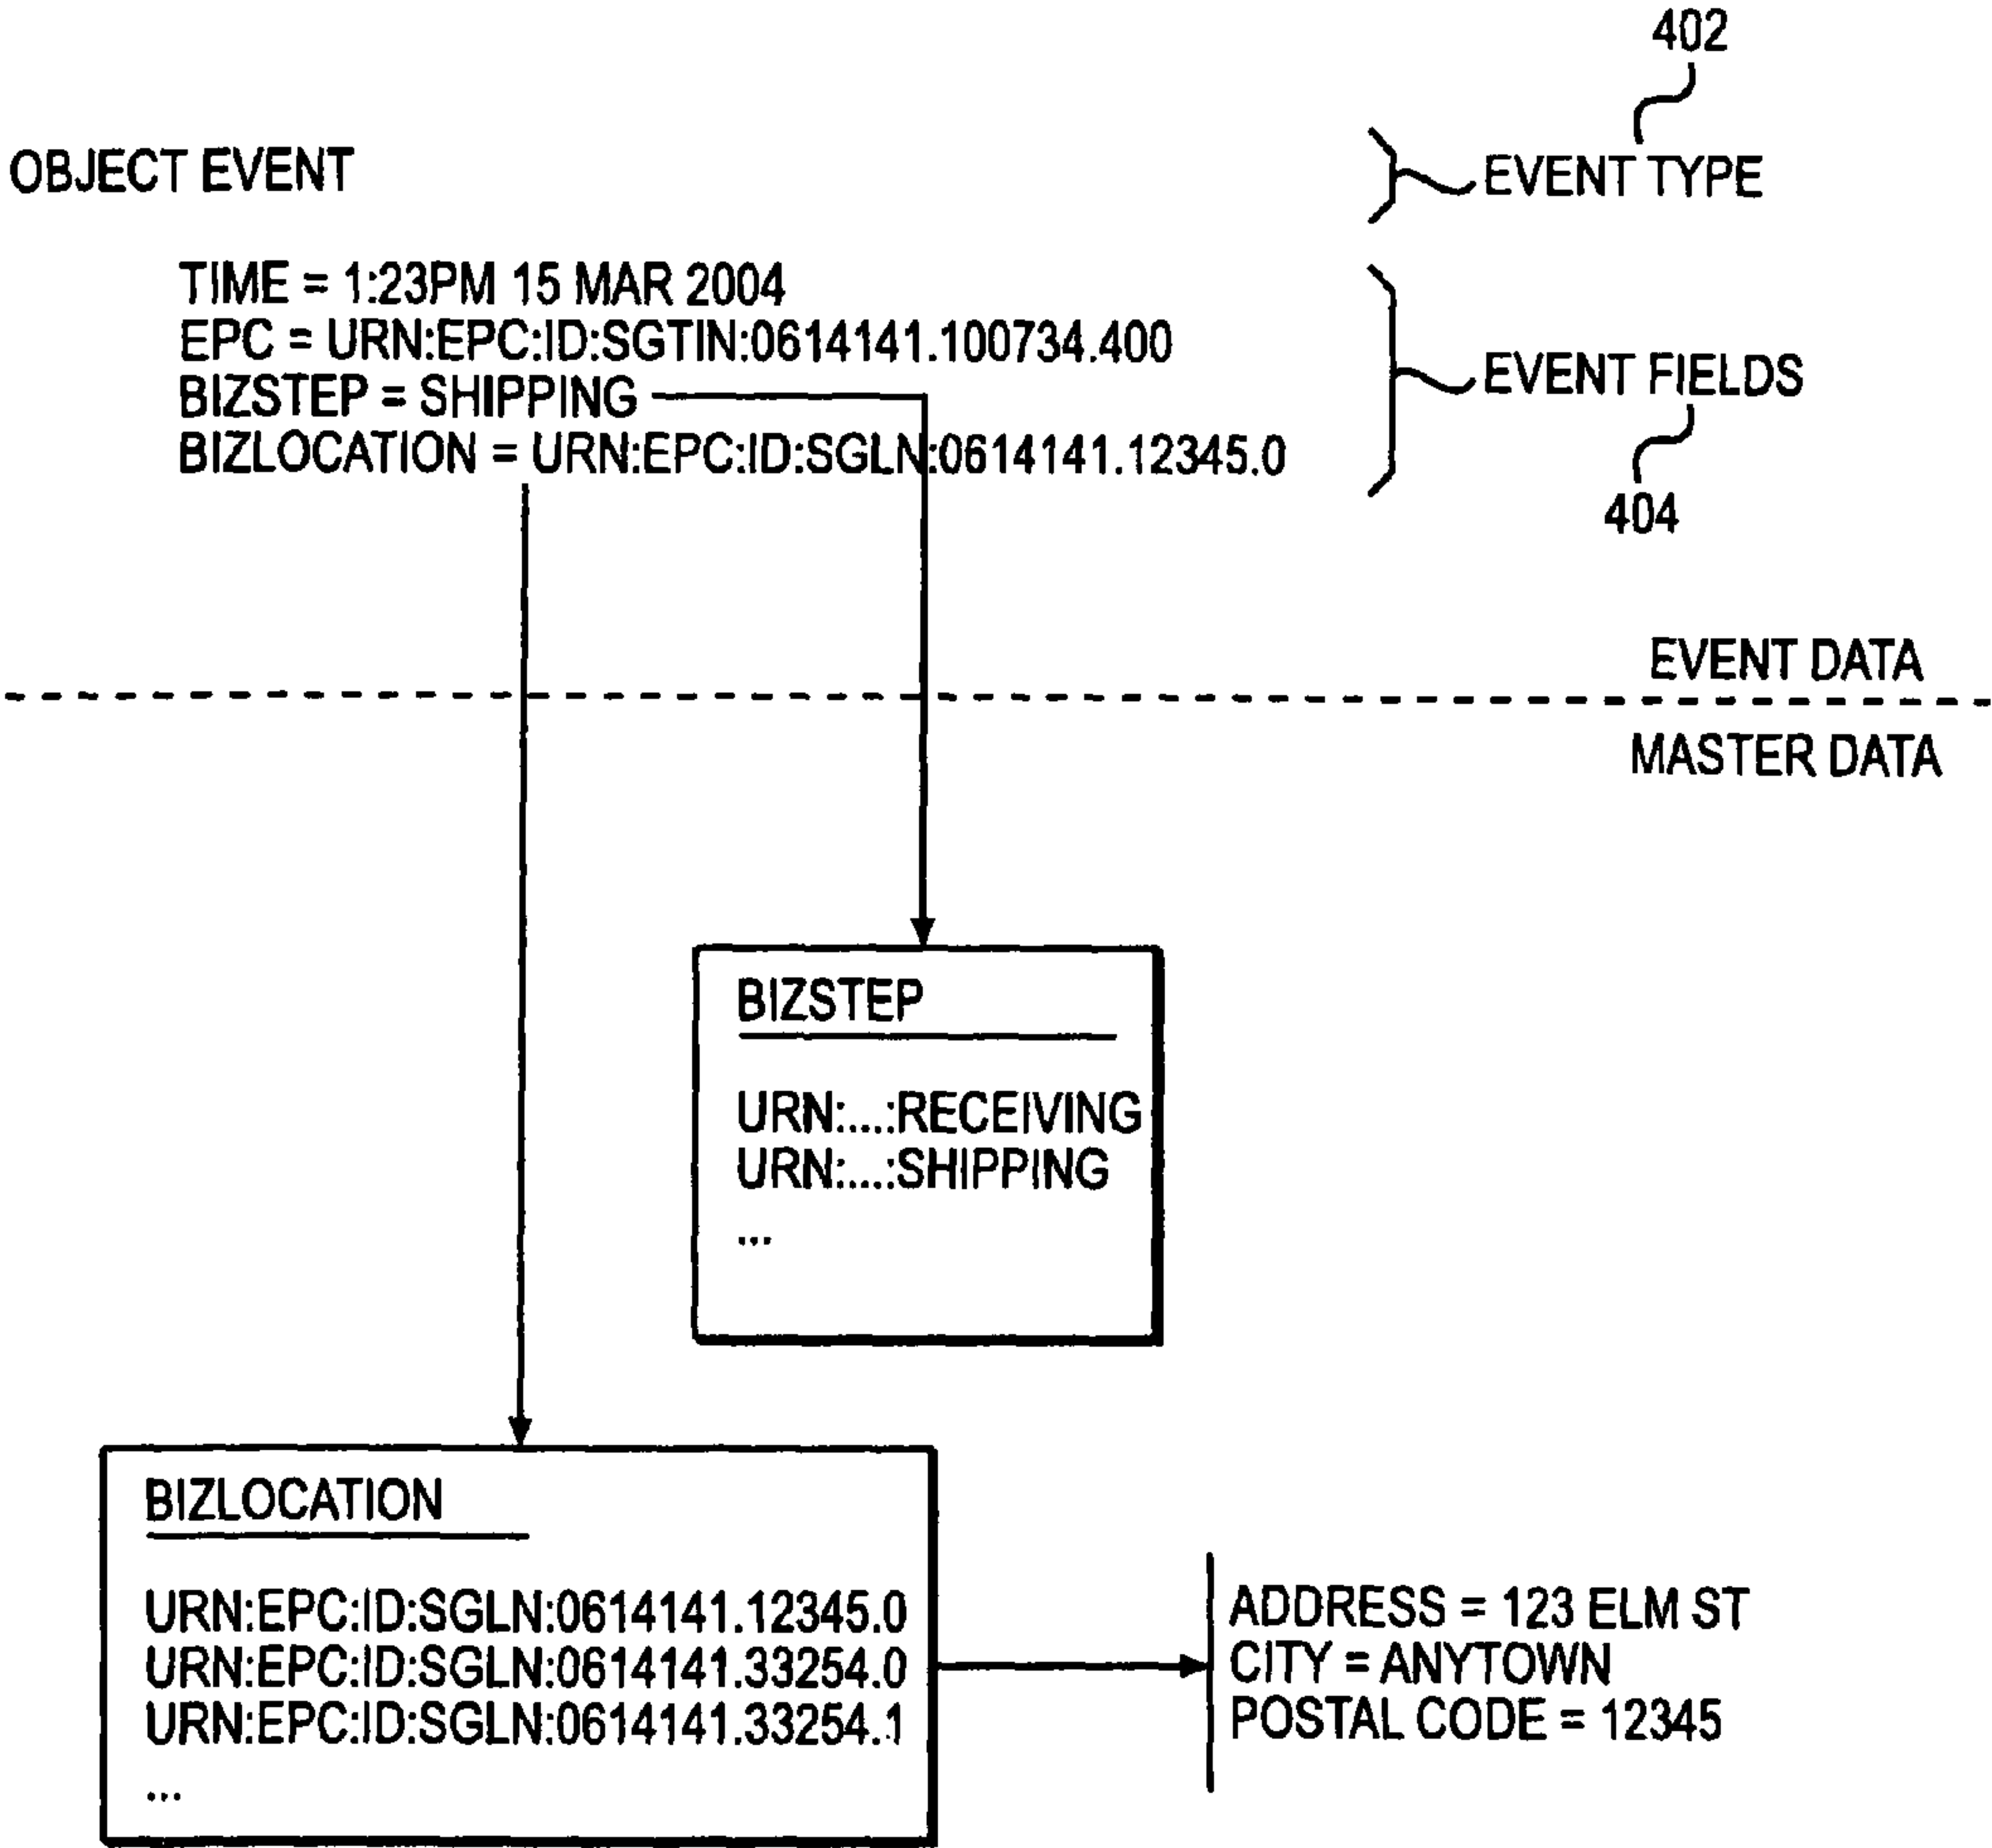 402
OBJECT EVENT
EVENT TYPE
TIME = 1:23PM 15 MAR 2004
EPC = URN:EPC:ID:SGTIN:0614141.100734.400
BIZSTEP = SHIPPING
EVENT FIELDS
BIZLOCATION = URN:EPC:ID:SGLN:0614141.12345.0
404
EVENT DATA
MASTER DATA
BIZSTEP
URN:...:RECEIVING
URN:...:SHIPPING
...
BIZLOCATION
URN:EPC:ID:SGLN:0614141.12345.0
URN:EPC:ID:SGLN:0614141.33254.0
URN:EPC:ID:SGLN:0614141.33254.1
...
ADDRESS = 123 ELM ST
CITY = ANYTOWN
POSTAL CODE = 12345